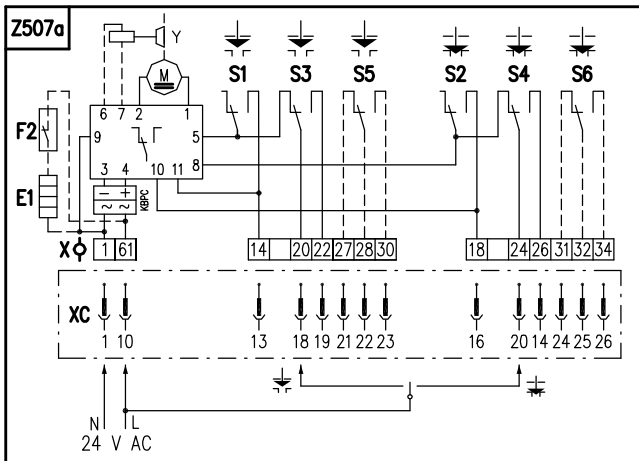 Z507a
Y
S1 S3 S5 S2 S4 S6
M
6 7 2 1
F2
9 5
8
3 4 10 11
E1
− +
~ ~
KBPC
X 1 61 14 20 22 27 28 30 18 24 26 31 32 34
XC
1 10 13 18 19 21 22 23 16 20 14 24 25 26
N L
24 V AC